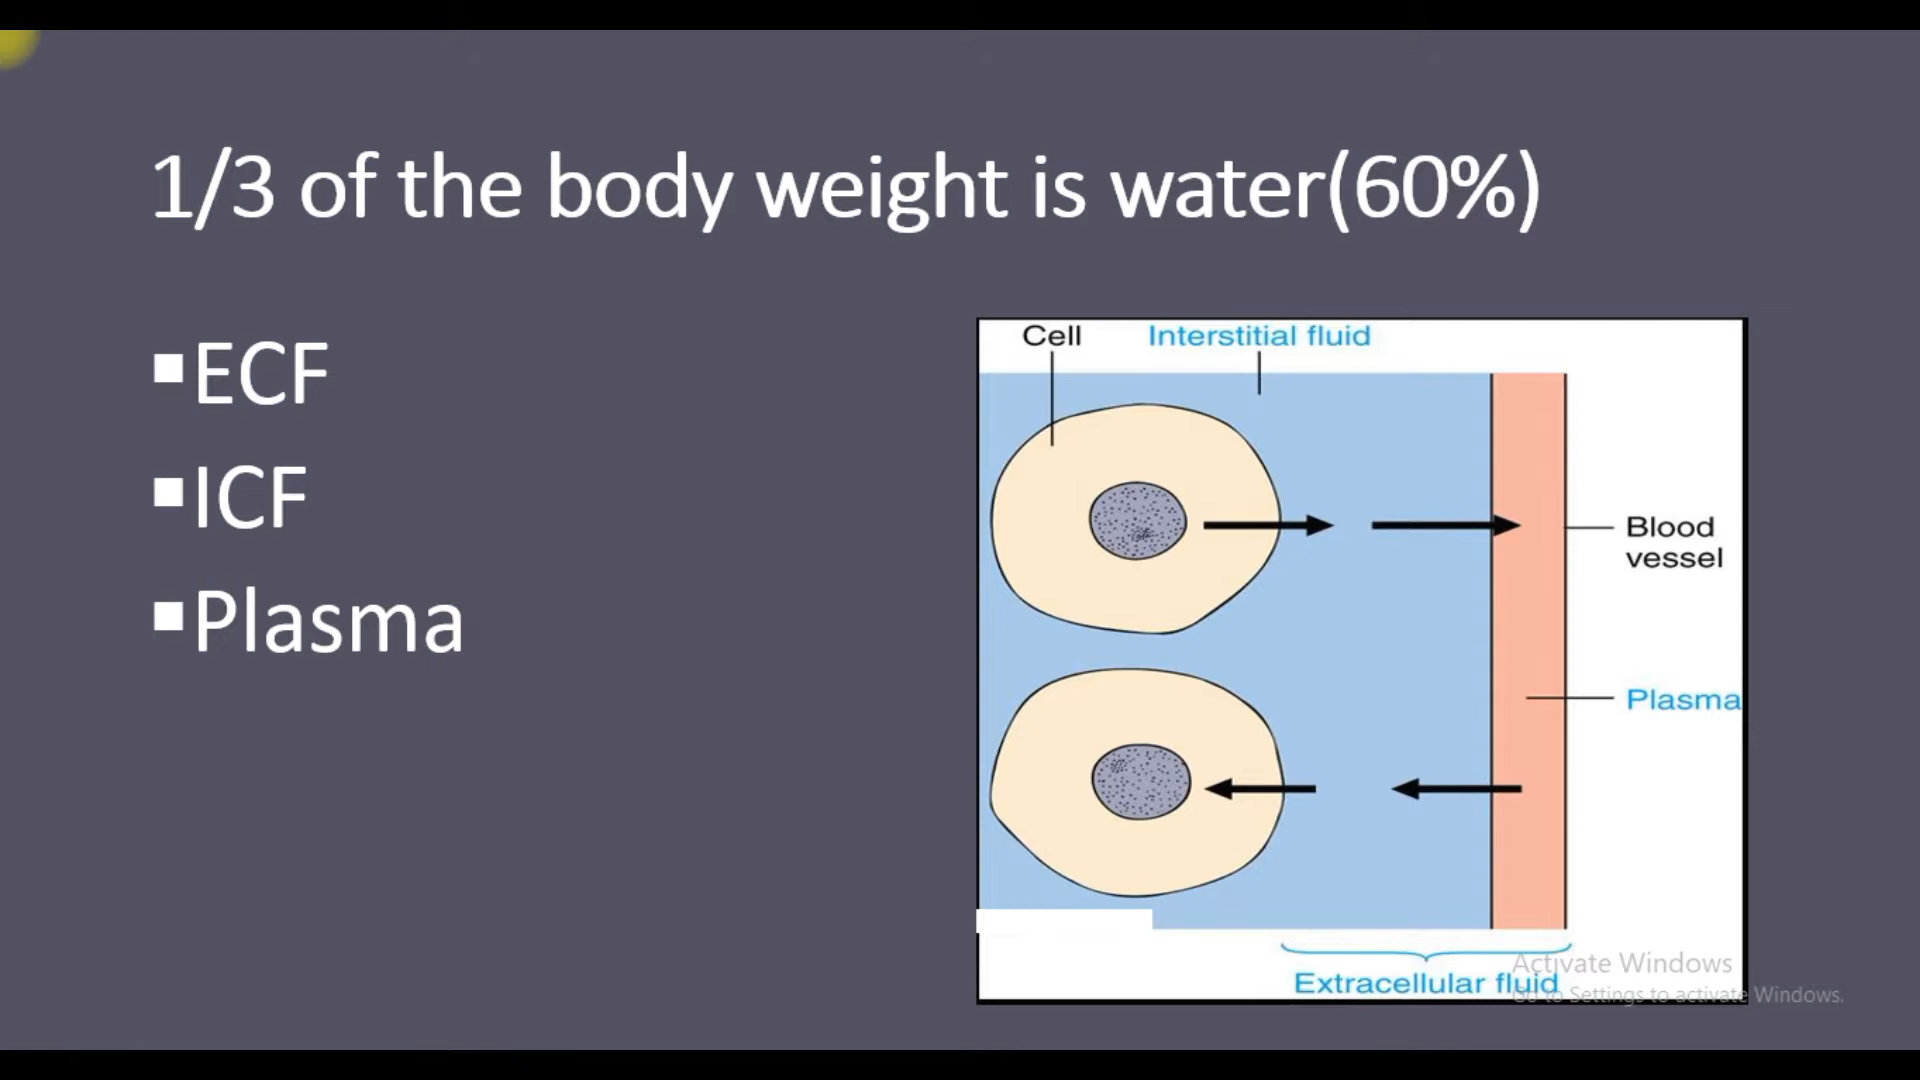 1/3 of the body weight is water(60%)
▪ECF
▪ICF
▪Plasma
Cell
Interstitial fluid
Blood
vessel
Plasma
Extracellular fluid
Activate Windows
Go to Settings to activate Windows.